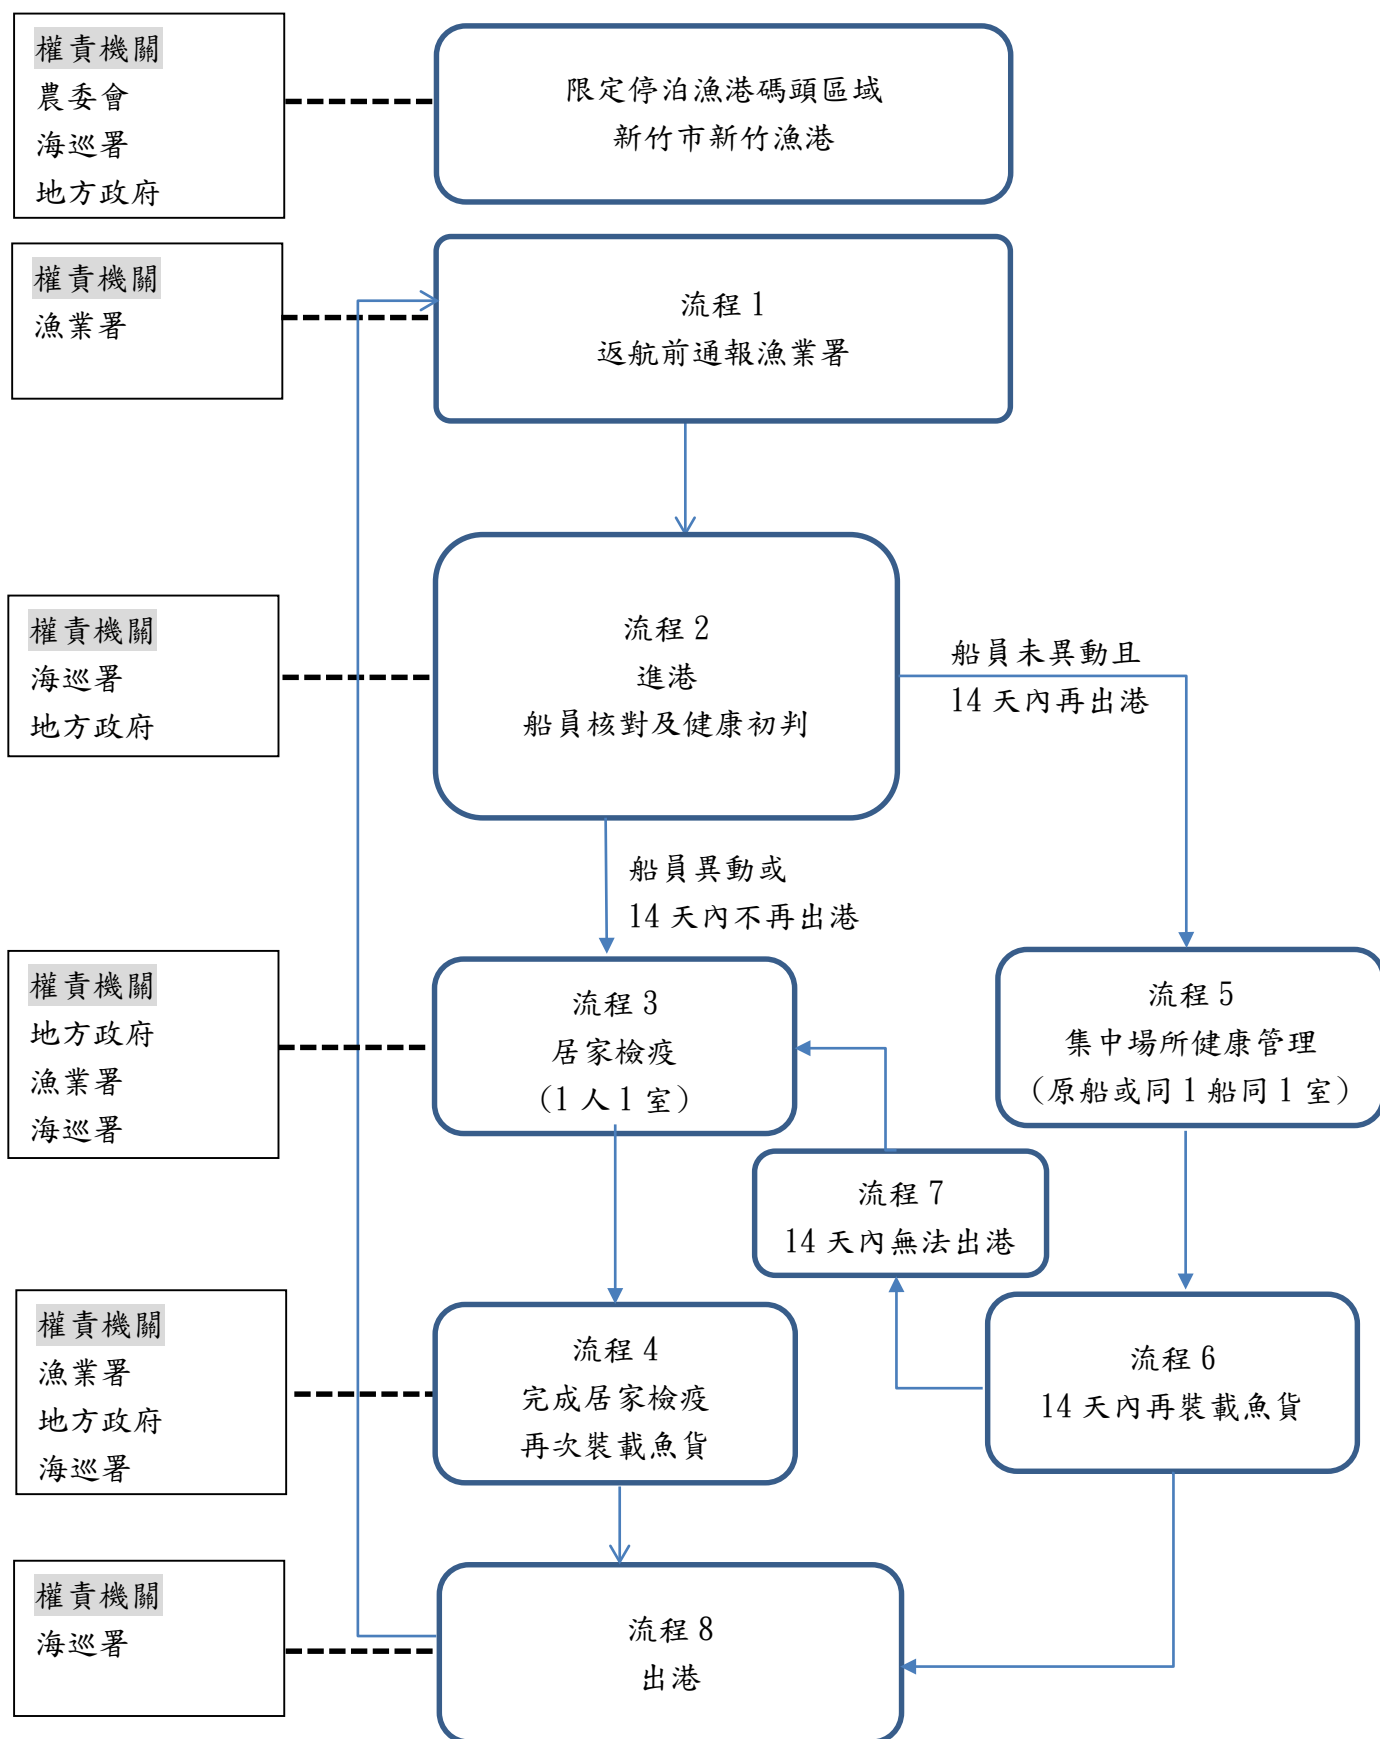 權責機關
農委會
海巡署
地方政府
限定停泊漁港碼頭區域
新竹市新竹漁港
權責機關
漁業署
流程 1
返航前通報漁業署
權責機關
海巡署
地方政府
流程 2
進港
船員核對及健康初判
船員未異動且
14 天內再出港
船員異動或
14 天內不再出港
權責機關
地方政府
漁業署
海巡署
流程 3
居家檢疫
(1 人 1 室)
流程 5
集中場所健康管理
(原船或同 1 船同 1 室)
流程 7
14 天內無法出港
權責機關
漁業署
地方政府
海巡署
流程 4
完成居家檢疫
再次裝載魚貨
流程 6
14 天內再裝載魚貨
權責機關
海巡署
流程 8
出港